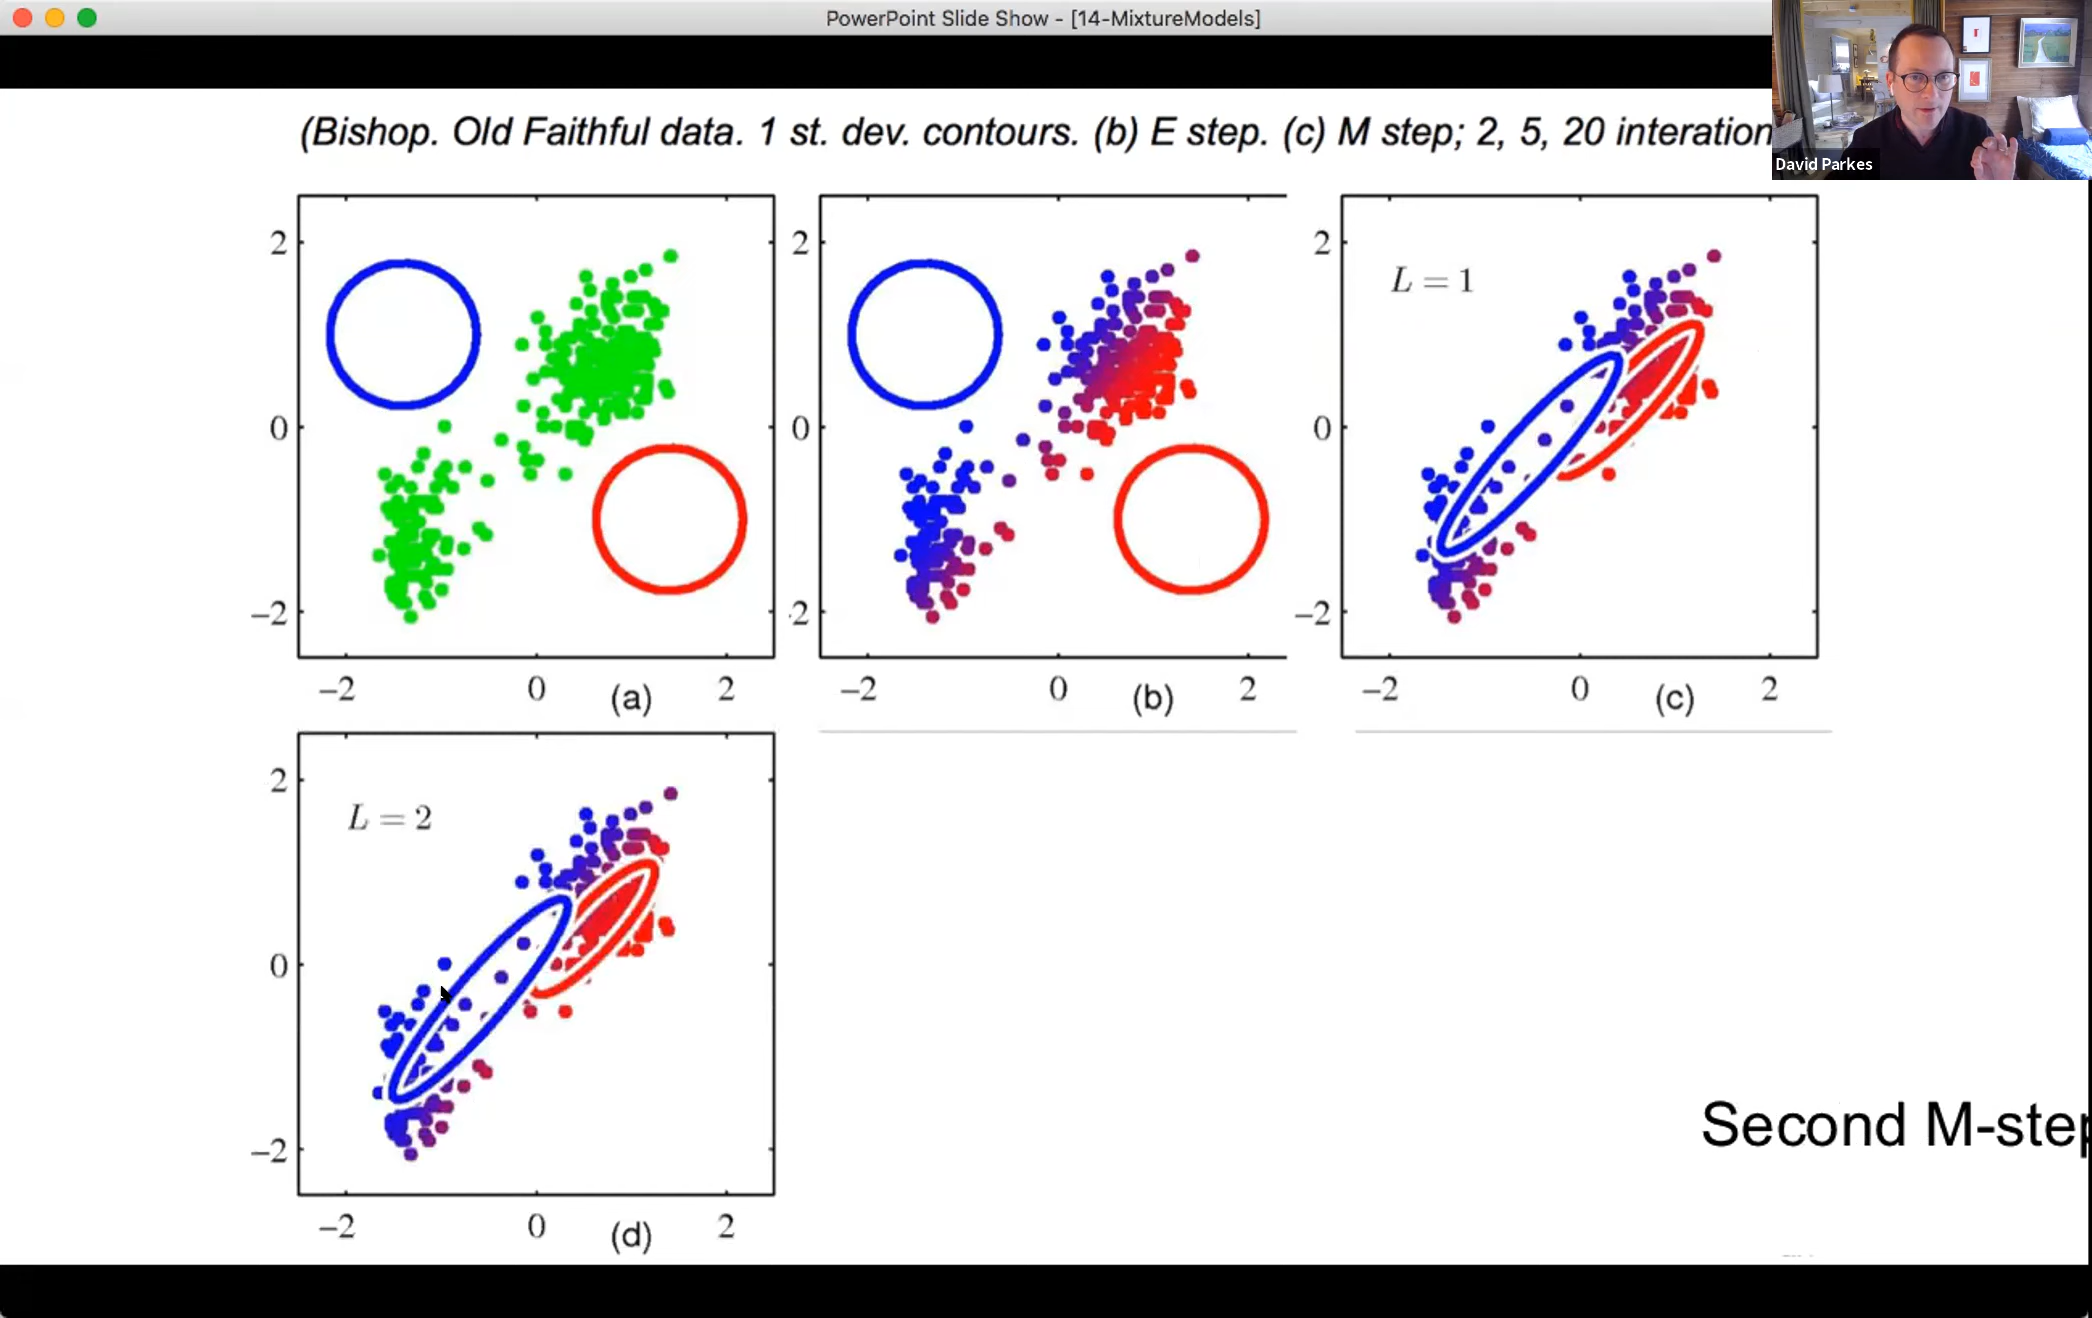 PowerPoint Slide Show - [14-MixtureModels]
David Parkes
(Bishop. Old Faithful data. 1 st. dev. contours. (b) E step. (c) M step; 2, 5, 20 interation
2
0
−2
−2 0 (a) 2
2
0
2
−2 0 (b) 2
L = 1
2
0
−2
−2 0 (c) 2
L = 2
2
0
−2
−2 0 (d) 2
Second M-step